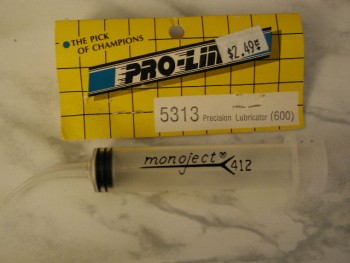 THE PICK
OF CHAMPIONS
PRO-LIN
$2.49
5313 Precision Lubricator (600)
monoject
412